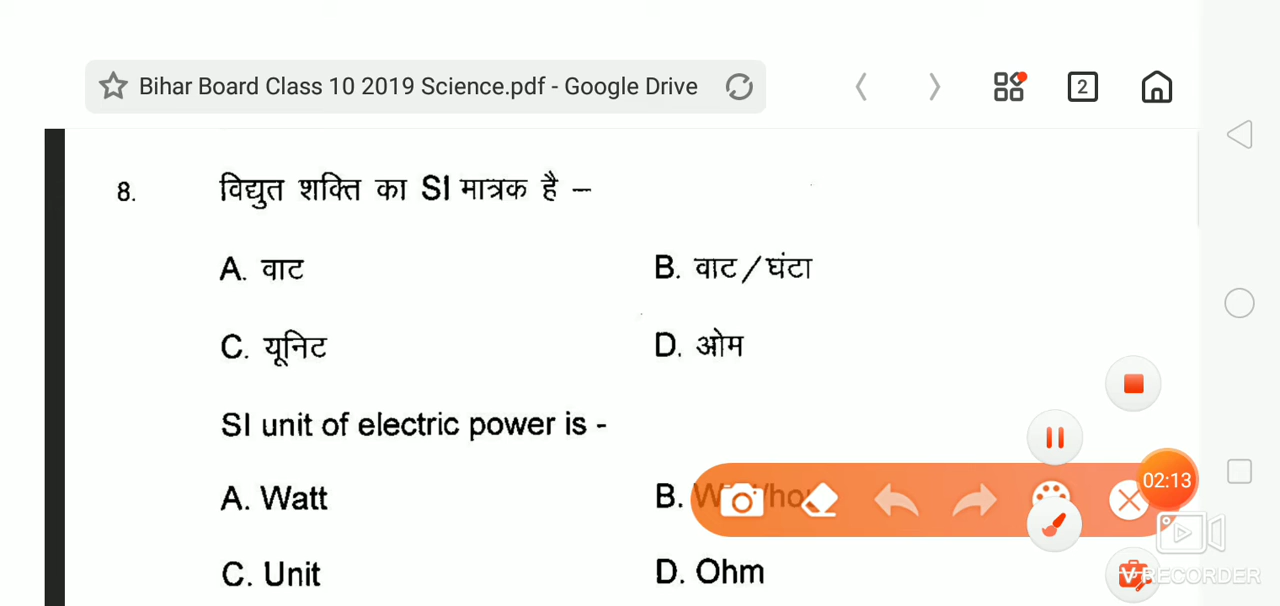 Bihar Board Class 10 2019 Science.pdf - Google Drive
2
8. विद्युत शक्ति का SI मात्रक है –
A. वाट B. वाट/घंटा
C. यूनिट D. ओम
SI unit of electric power is -
02:13
A. Watt B.
C. Unit D. Ohm
VRECORDER